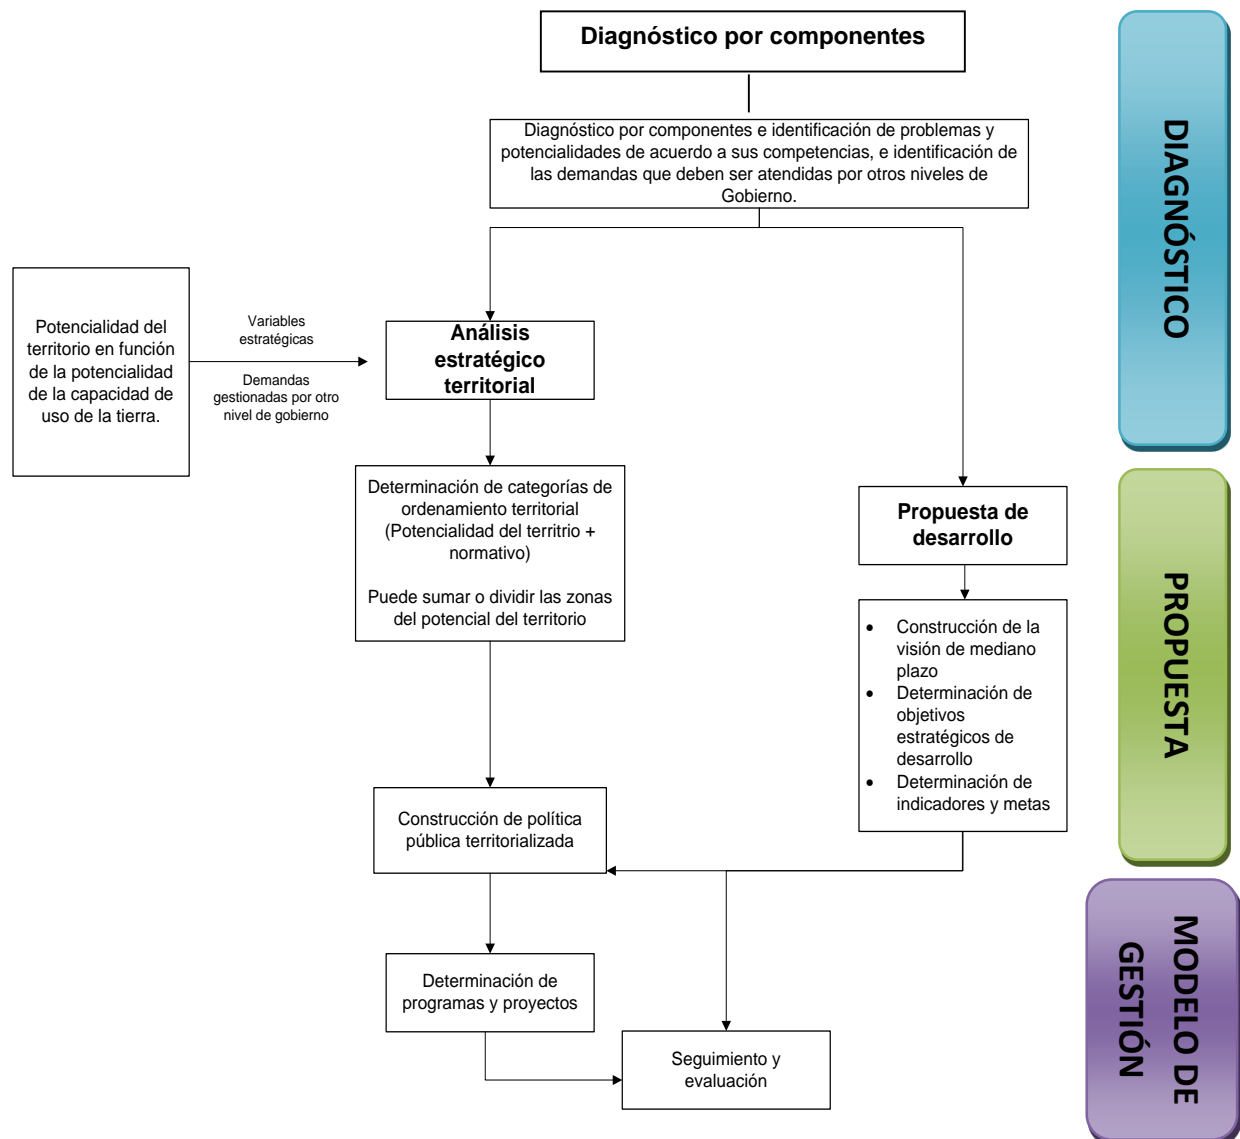 Diagnóstico por componentes
Diagnóstico por componentes e identificación de problemas y
potencialidades de acuerdo a sus competencias, e identificación de
las demandas que deben ser atendidas por otros niveles de
Gobierno.
DIAGNÓSTICO
Potencialidad del
territorio en función
de la potencialidad
de la capacidad de
uso de la tierra.
Variables
estratégicas
Demandas
gestionadas por otro
nivel de gobierno
Análisis
estratégico
territorial
Determinación de categorías de
ordenamiento territorial
(Potencialidad del territrio +
normativo)
Puede sumar o dividir las zonas
del potencial del territorio
Propuesta de
desarrollo
• Construcción de la
visión de mediano
plazo
• Determinación de
objetivos
estratégicos de
desarrollo
• Determinación de
indicadores y metas
PROPUESTA
Construcción de política
pública territorializada
Determinación de
programas y proyectos
Seguimiento y
evaluación
MODELO DE
GESTIÓN